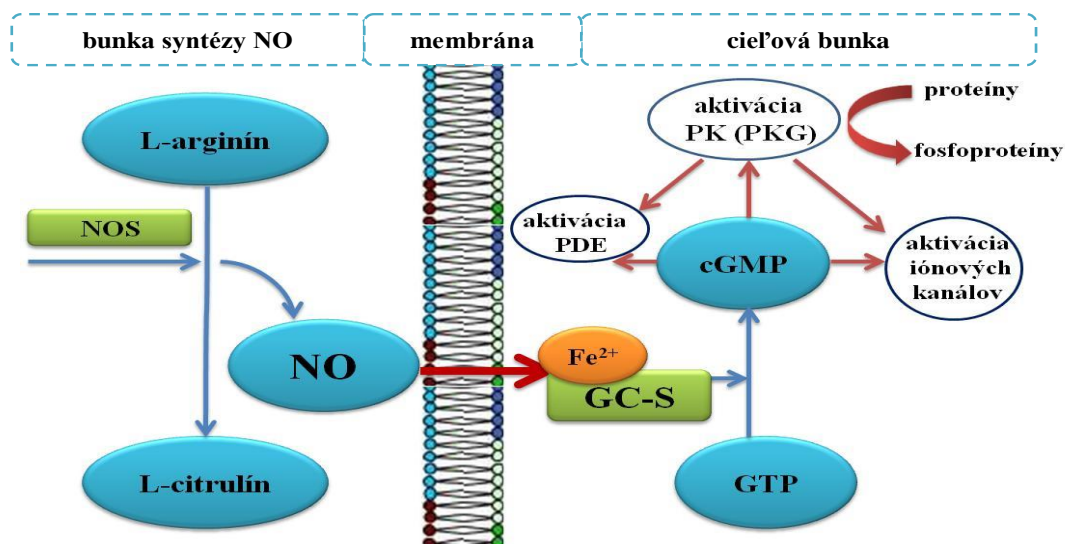 bunka syntézy NO
membrána
cieľová bunka
L-arginín
NOS
NO
L-citrulín
Fe²⁺
GC-S
GTP
cGMP
aktivácia
PK (PKG)
proteíny
fosfoproteíny
aktivácia
PDE
aktivácia
iónových
kanálov